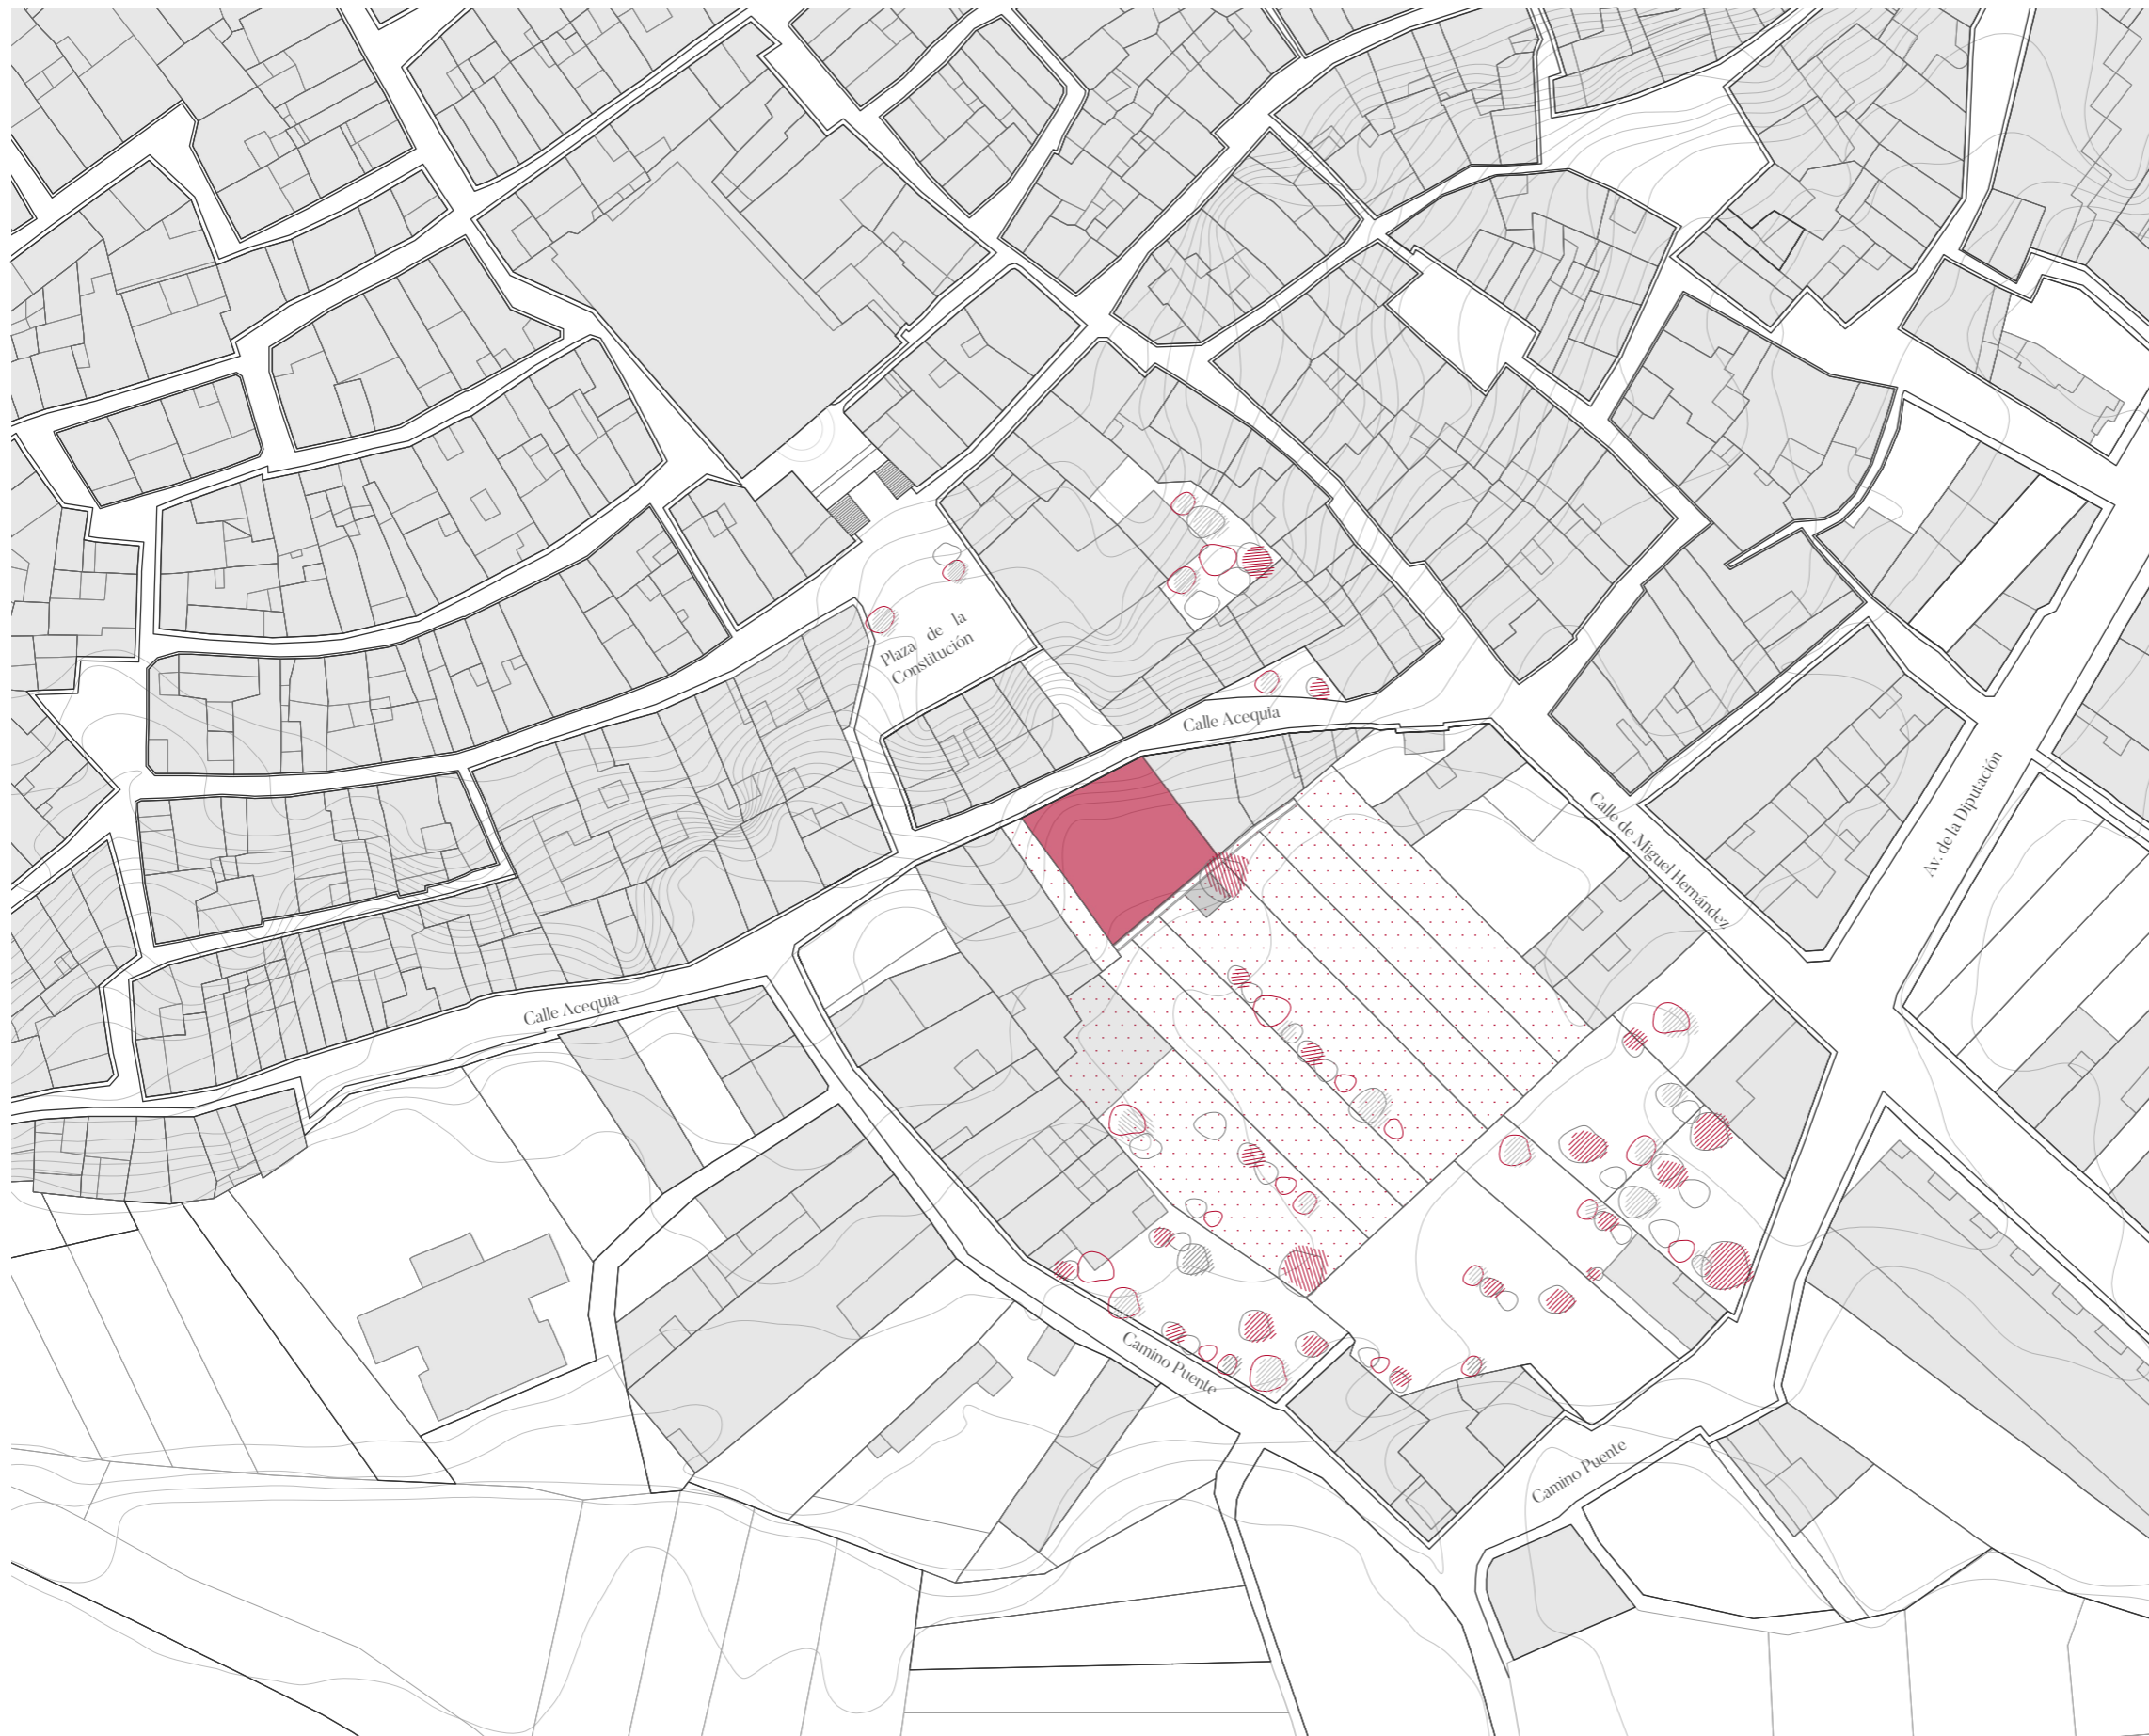 Plaza de la
Constitución
Calle Acequia
Calle de Miguel Hernández
Av. de la Diputación
Calle Acequia
Camino Puente
Camino Puente